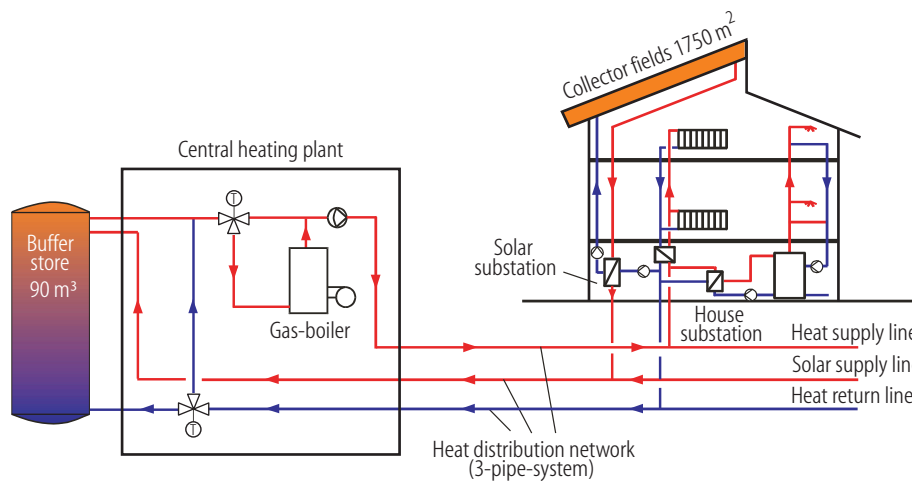 Collector fields 1750 m²
Central heating plant
T
Buffer
store
90 m³
Gas-boiler
Solar
substation
House
substation
Heat supply line
Solar supply line
Heat return line
T
Heat distribution network
(3-pipe-system)